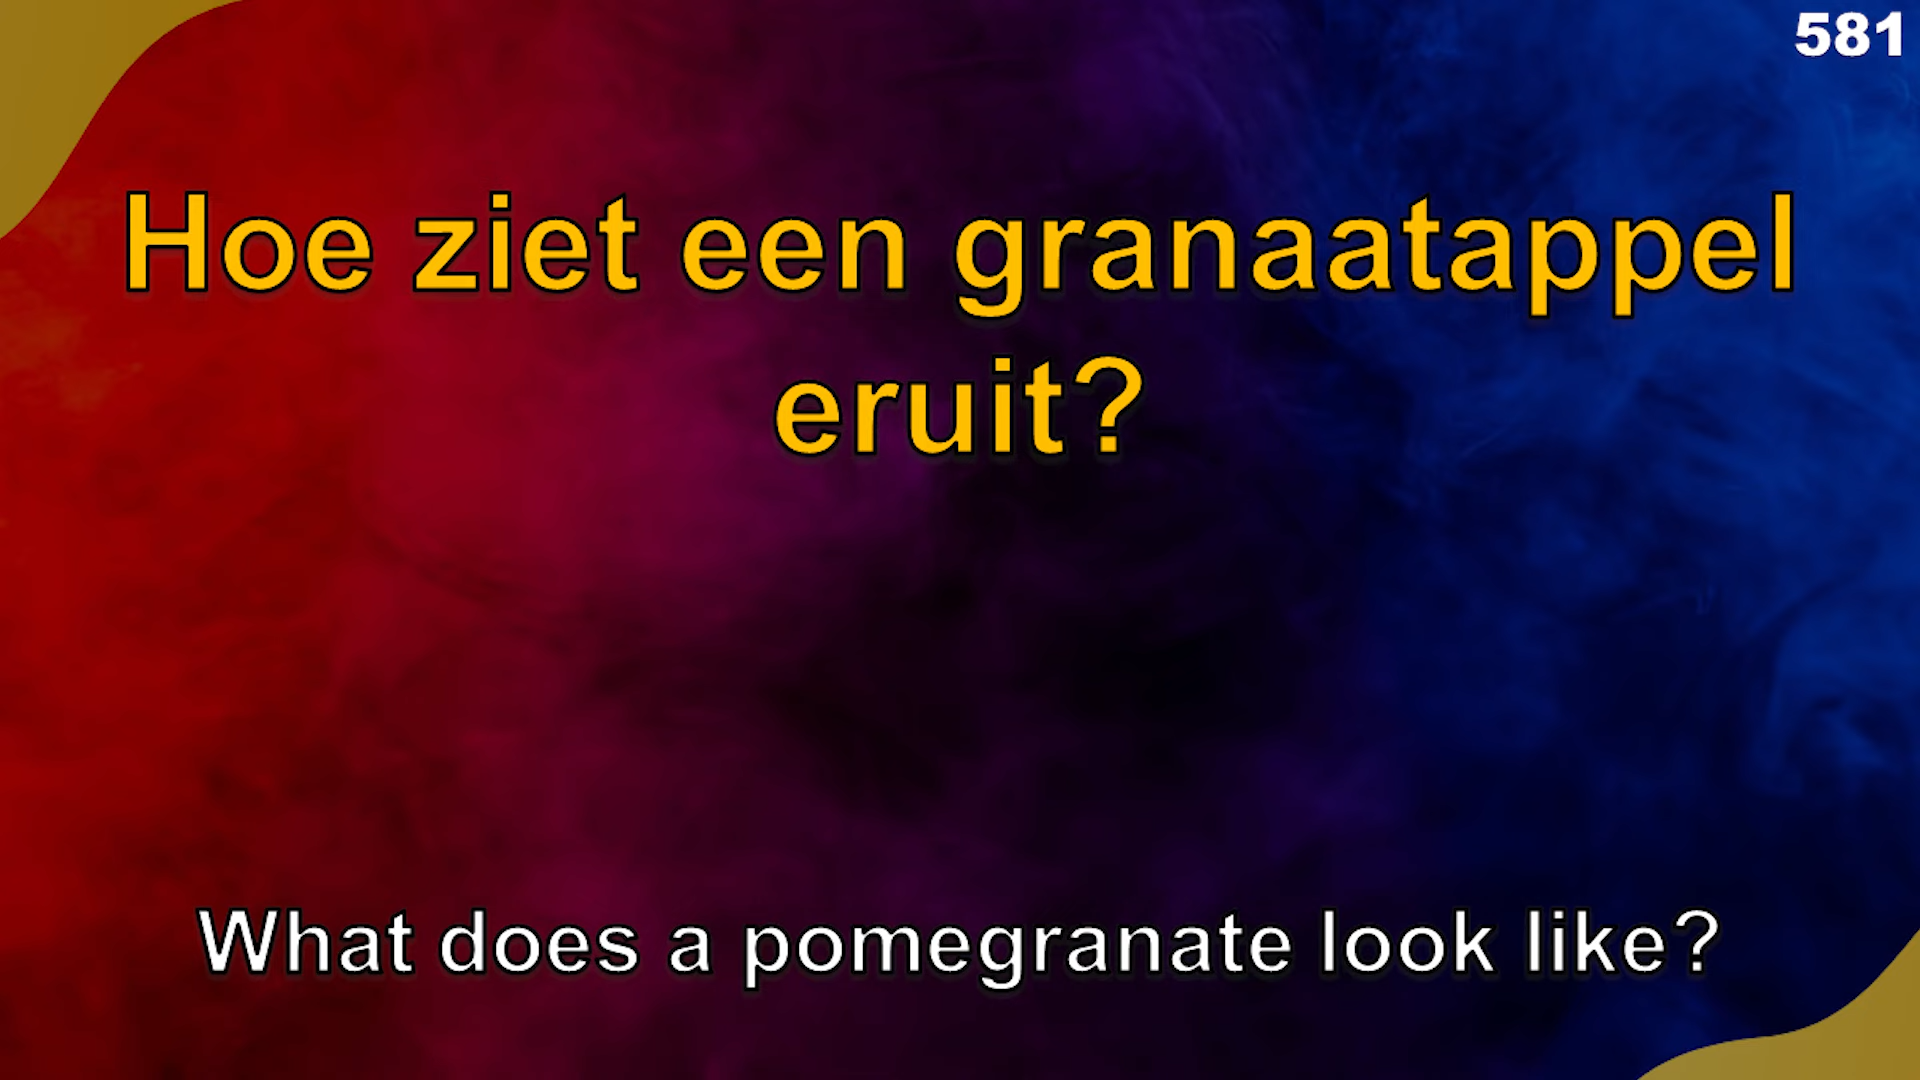 581
Hoe ziet een granaatappel
eruit?
What does a pomegranate look like?